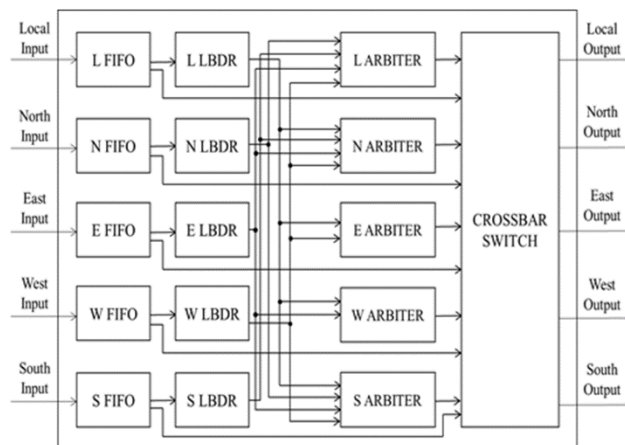 Local
Input
L FIFO
L LBDR
L ARBITER
Local
Output
North
Input
N FIFO
N LBDR
N ARBITER
North
Output
East
Input
E FIFO
E LBDR
E ARBITER
CROSSBAR
SWITCH
East
Output
West
Input
W FIFO
W LBDR
W ARBITER
West
Output
South
Input
S FIFO
S LBDR
S ARBITER
South
Output